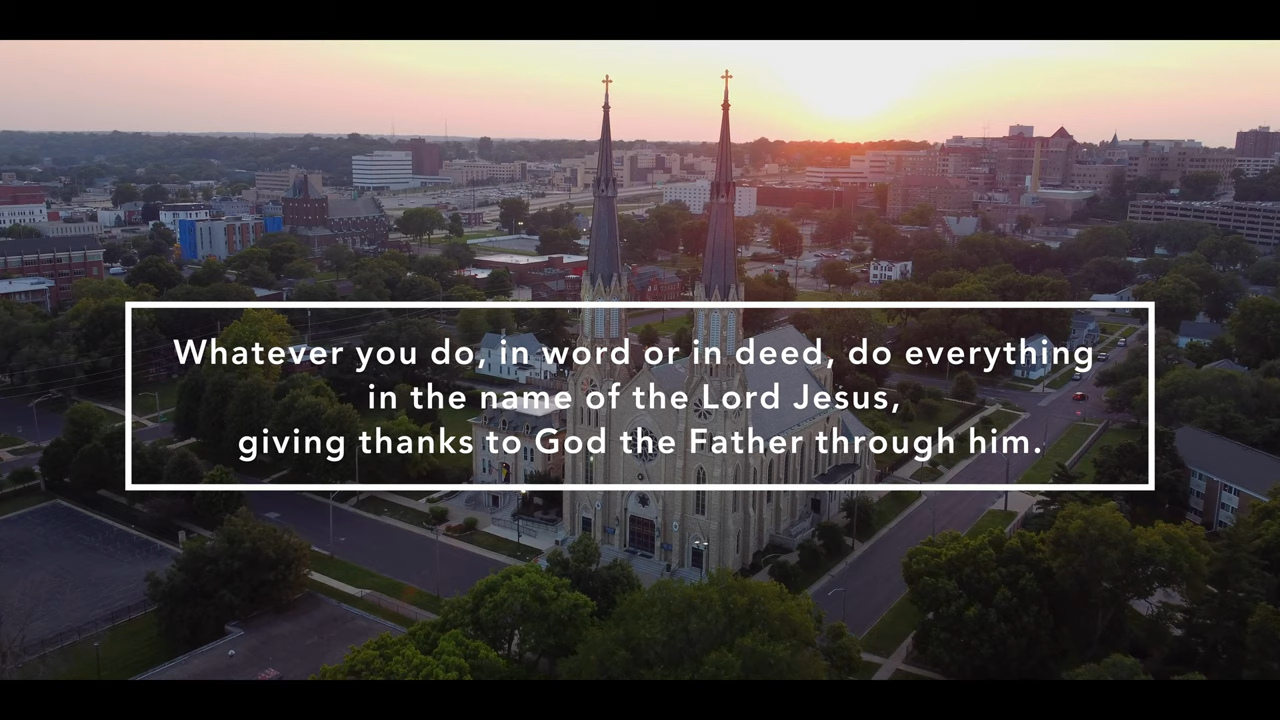 Whatever you do, in word or in deed, do everything
in the name of the Lord Jesus,
giving thanks to God the Father through him.